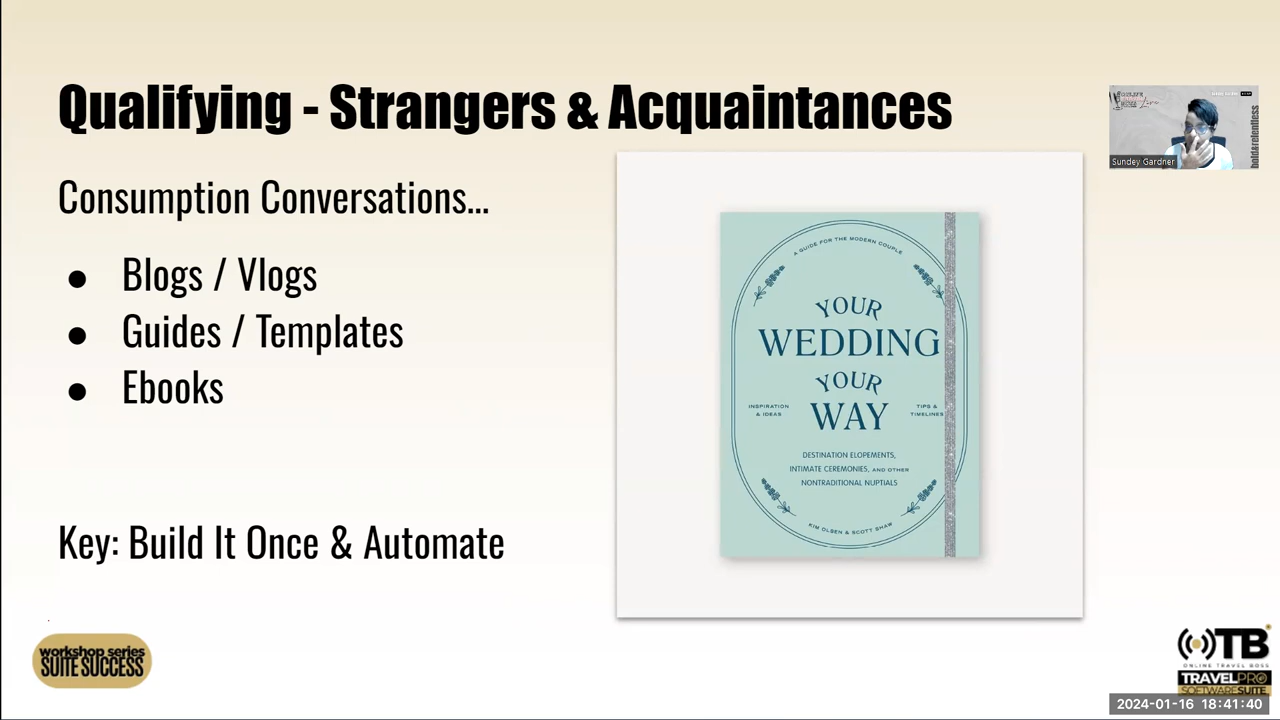 Qualifying - Strangers & Acquaintances
Consumption Conversations...
● Blogs / Vlogs
● Guides / Templates
● Ebooks
Key: Build It Once & Automate
A GUIDE FOR THE MODERN COUPLE
YOUR
WEDDING
YOUR
WAY
INSPIRATION
& IDEAS
TIPS &
TIMELINES
DESTINATION ELOPEMENTS,
INTIMATE CEREMONIES, AND OTHER
NONTRADITIONAL NUPTIALS
KIM OLSEN & SCOTT SHAW
Sundey Gardner
bold&relentless
workshop series
SUITE SUCCESS
OTB
ONLINE TRAVEL BOSS
TRAVELPRO
SOFTWARESUITE
2024-01-16 18:41:40